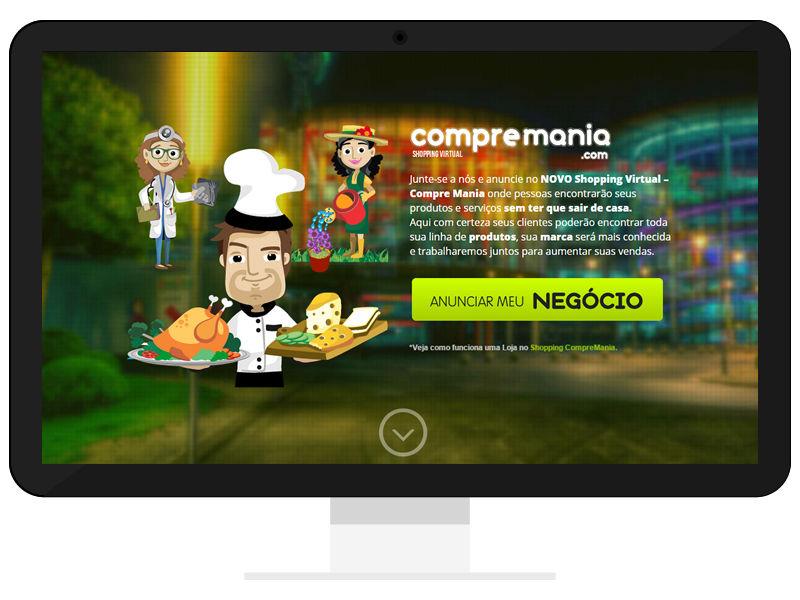 compremania
SHOPPING VIRTUAL
.com
Junte-se a nós e anuncie no NOVO Shopping Virtual –
Compre Mania onde pessoas encontrarão seus
produtos e serviços sem ter que sair de casa.
Aqui com certeza seus clientes poderão encontrar toda
sua linha de produtos, sua marca será mais conhecida
e trabalharemos juntos para aumentar suas vendas.
ANUNCIAR MEU NEGÓCIO
*Veja como funciona uma Loja no Shopping CompreMania.